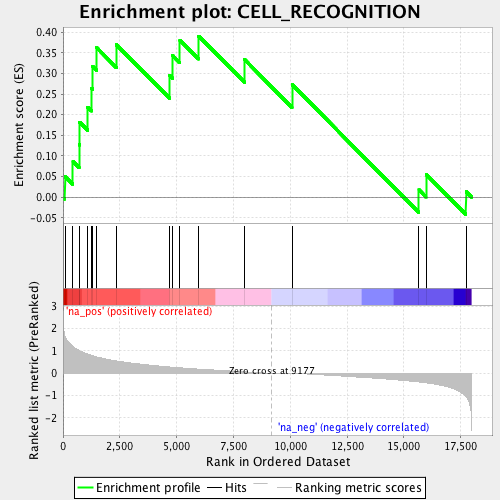 Enrichment plot: CELL_RECOGNITION
Enrichment score (ES)
0.40
0.35
0.30
0.25
0.20
0.15
0.10
0.05
0.00
-0.05
Ranked list metric (PreRanked)
3
2
1
0
-1
-2
'na_pos' (positively correlated)
Zero cross at 9177
'na_neg' (negatively correlated)
0
2,500
5,000
7,500
10,000
12,500
15,000
17,500
Rank in Ordered Dataset
Enrichment profile
Hits
Ranking metric scores